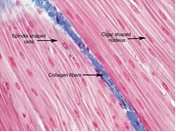 Spindle shaped
cells
Cigar shaped
nucleus
Collagen fibers